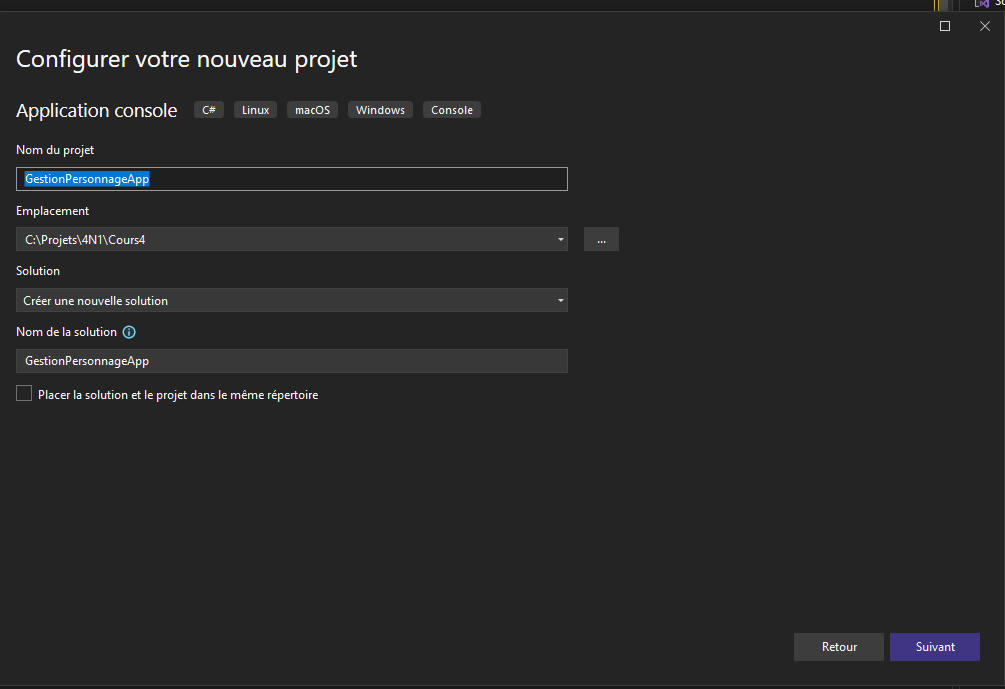 Configurer votre nouveau projet
Application console C# Linux macOS Windows Console
Nom du projet
GestionPersonnageApp
Emplacement
C:\Projets\4N1\Cours4
...
Solution
Créer une nouvelle solution
Nom de la solution
GestionPersonnageApp
Placer la solution et le projet dans le même répertoire
Retour Suivant